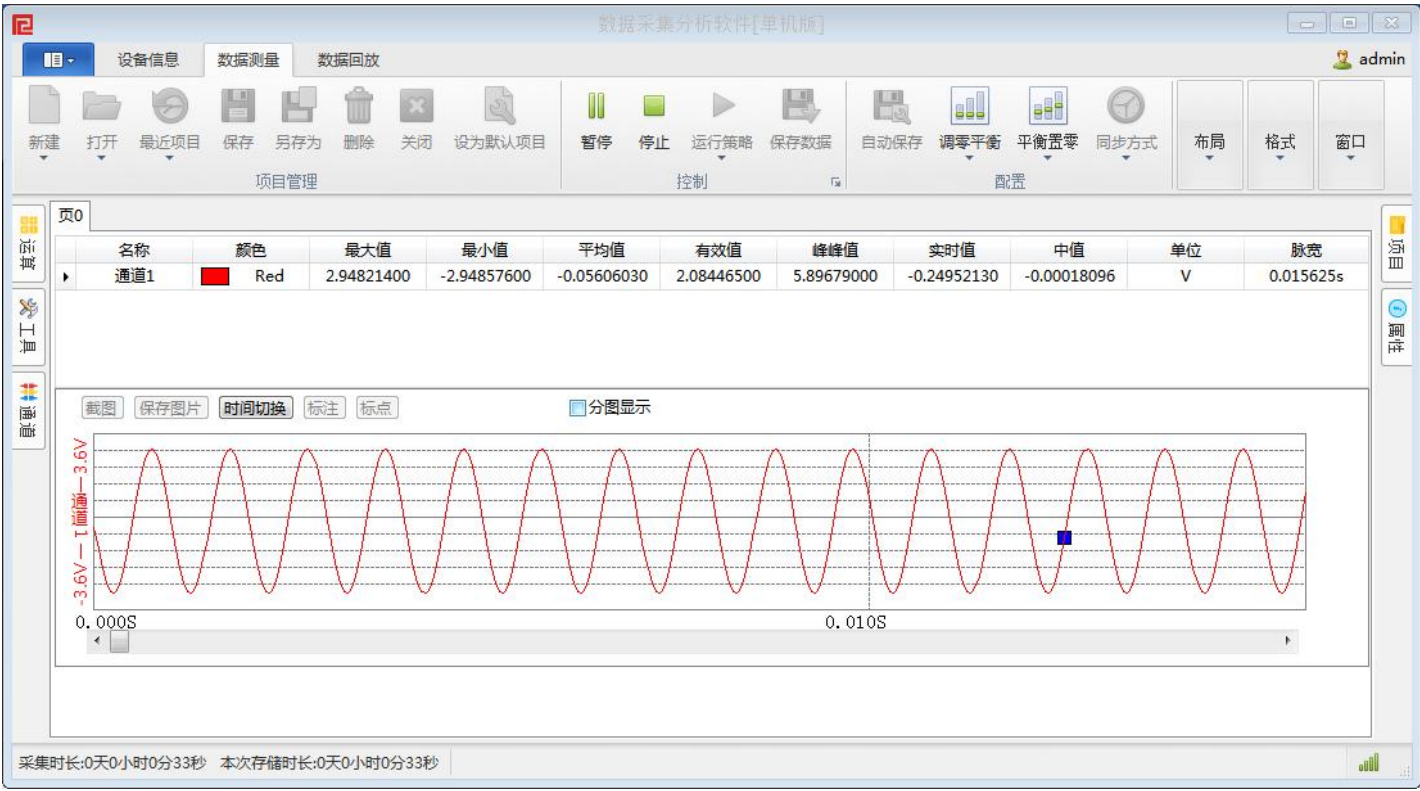 数据采集分析软件[单机版]
设备信息 数据测量 数据回放 admin
新建 打开 最近项目 保存 另存为 删除 关闭 设为默认项目 暂停 停止 运行策略 保存数据 自动保存 调零平衡 平衡置零 同步方式 布局 格式 窗口
项目管理 控制 配置
页0
运算
工具
通道
项目
属性
名称 颜色 最大值 最小值 平均值 有效值 峰峰值 实时值 中值 单位 脉宽
通道1 Red 2.94821400 -2.94857600 -0.05606030 2.08446500 5.89679000 -0.24952130 -0.00018096 V 0.015625s
截图 保存图片 时间切换 标注 标点 分图显示
-3.6V — 通道1 — 3.6V
0.000S 0.010S
采集时长:0天0小时0分33秒 本次存储时长:0天0小时0分33秒